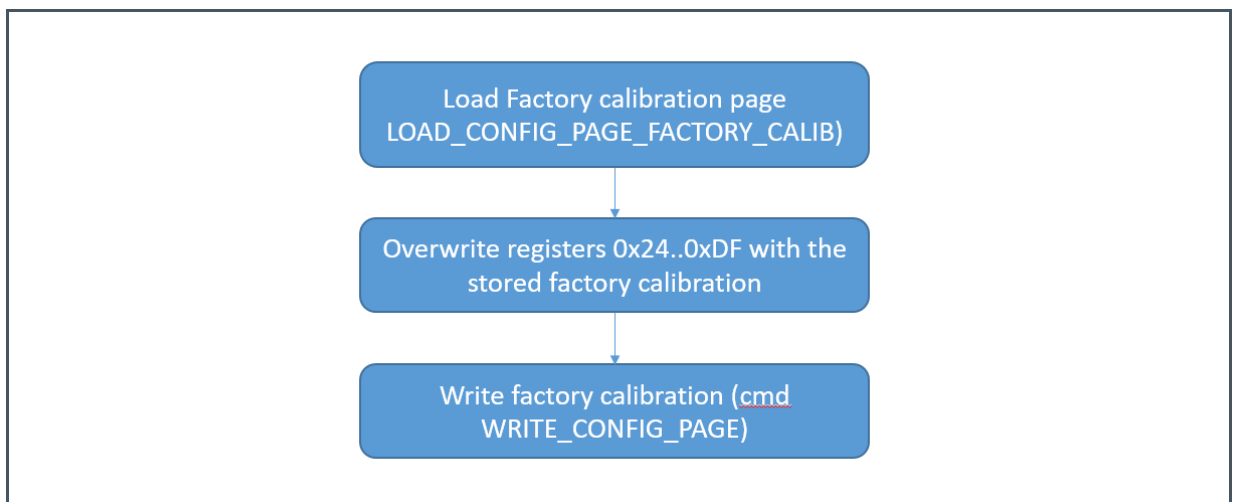 Load Factory calibration page
LOAD_CONFIG_PAGE_FACTORY_CALIB)
Overwrite registers 0x24..0xDF with the
stored factory calibration
Write factory calibration (cmd
WRITE_CONFIG_PAGE)